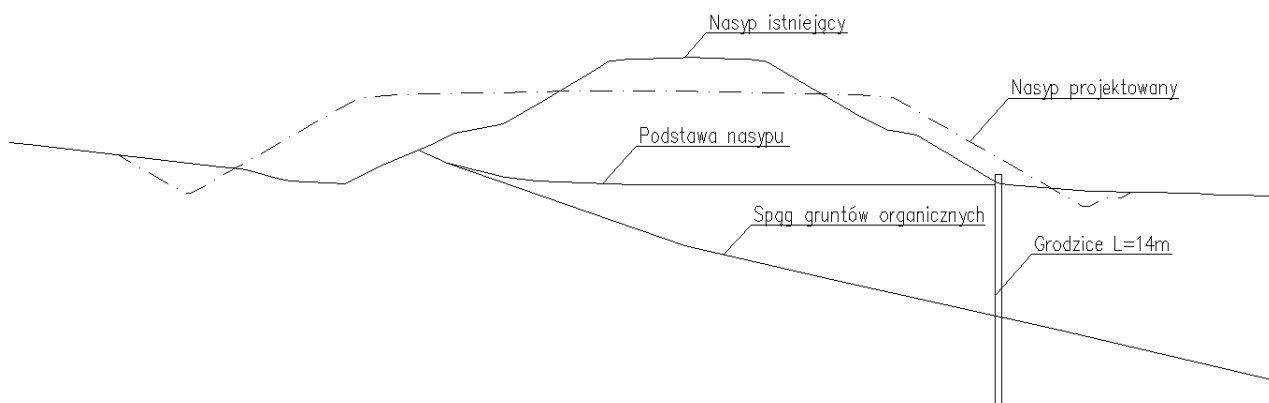 Nasyp istniejący
Nasyp projektowany
Podstawa nasypu
Spąg gruntów organicznych
Grodzice L=14m